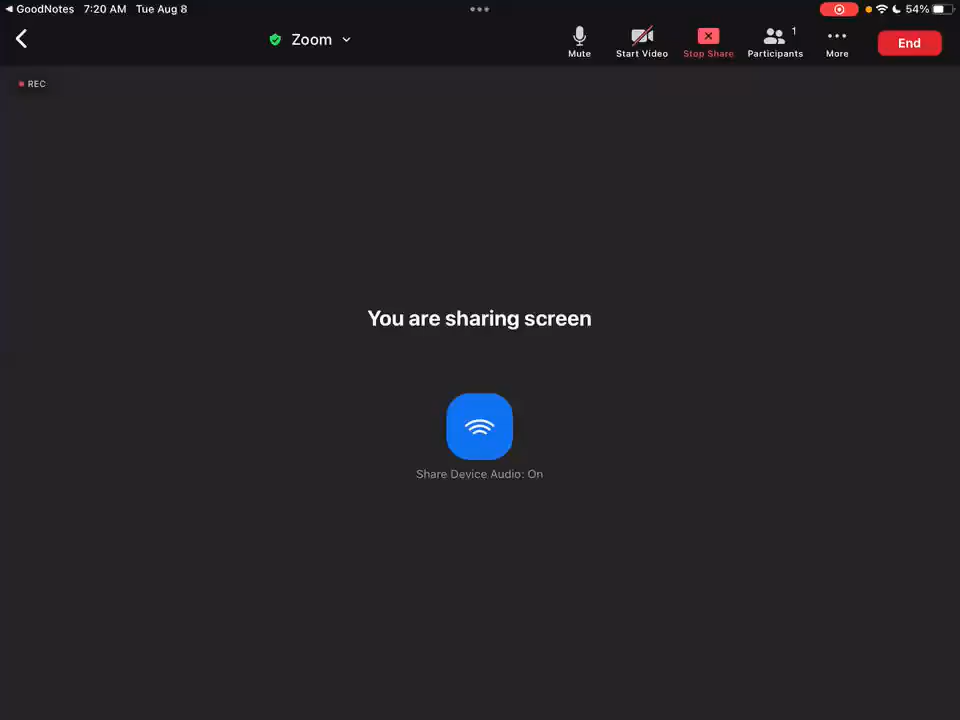 GoodNotes 7:20 AM Tue Aug 8 54%
Zoom
1
Mute Start Video Stop Share Participants More End
REC
You are sharing screen
Share Device Audio: On